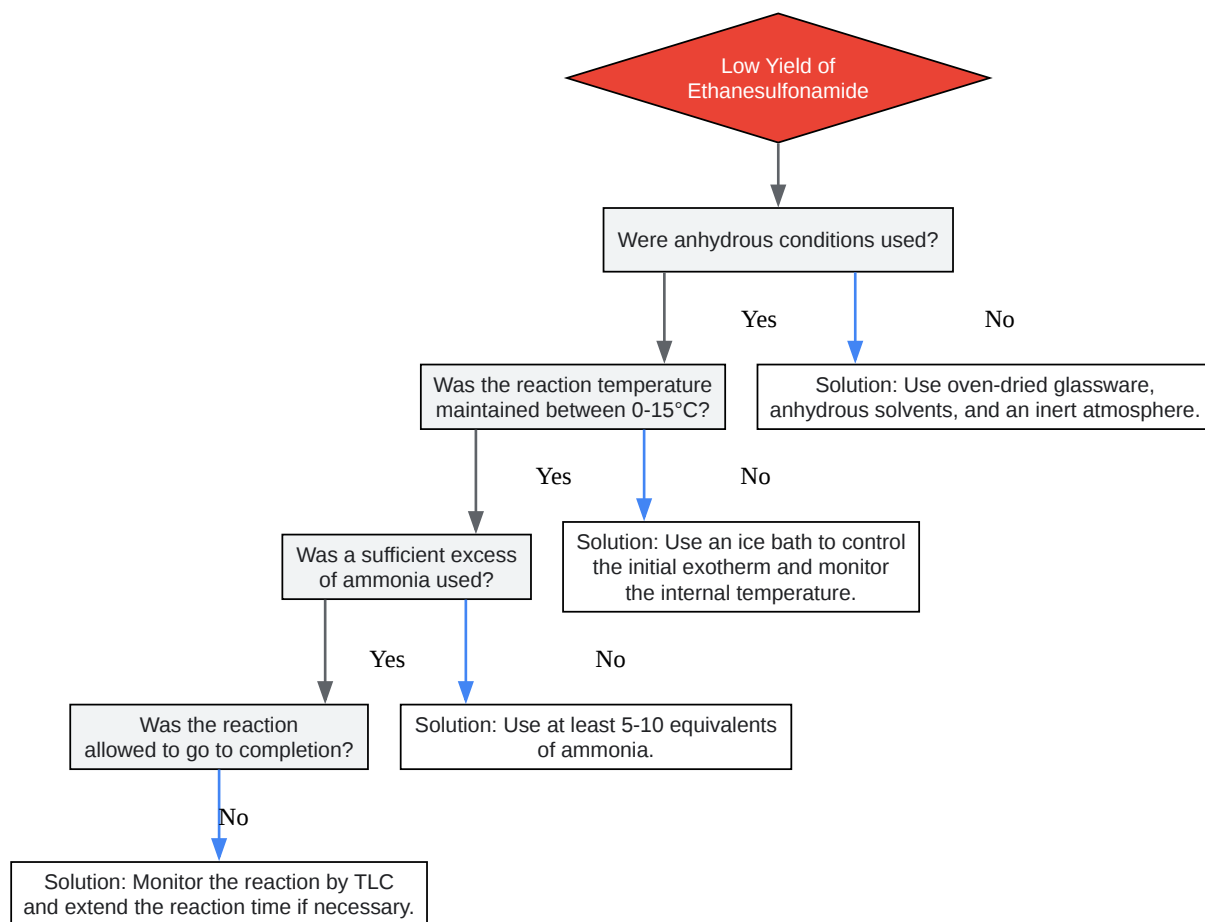 Low Yield of
Ethanesulfonamide
Were anhydrous conditions used?
Yes
No
Was the reaction temperature
maintained between 0-15°C?
Solution: Use oven-dried glassware,
anhydrous solvents, and an inert atmosphere.
Yes
No
Was a sufficient excess
of ammonia used?
Solution: Use an ice bath to control
the initial exotherm and monitor
the internal temperature.
Yes
No
Was the reaction
allowed to go to completion?
Solution: Use at least 5-10 equivalents
of ammonia.
No
Solution: Monitor the reaction by TLC
and extend the reaction time if necessary.